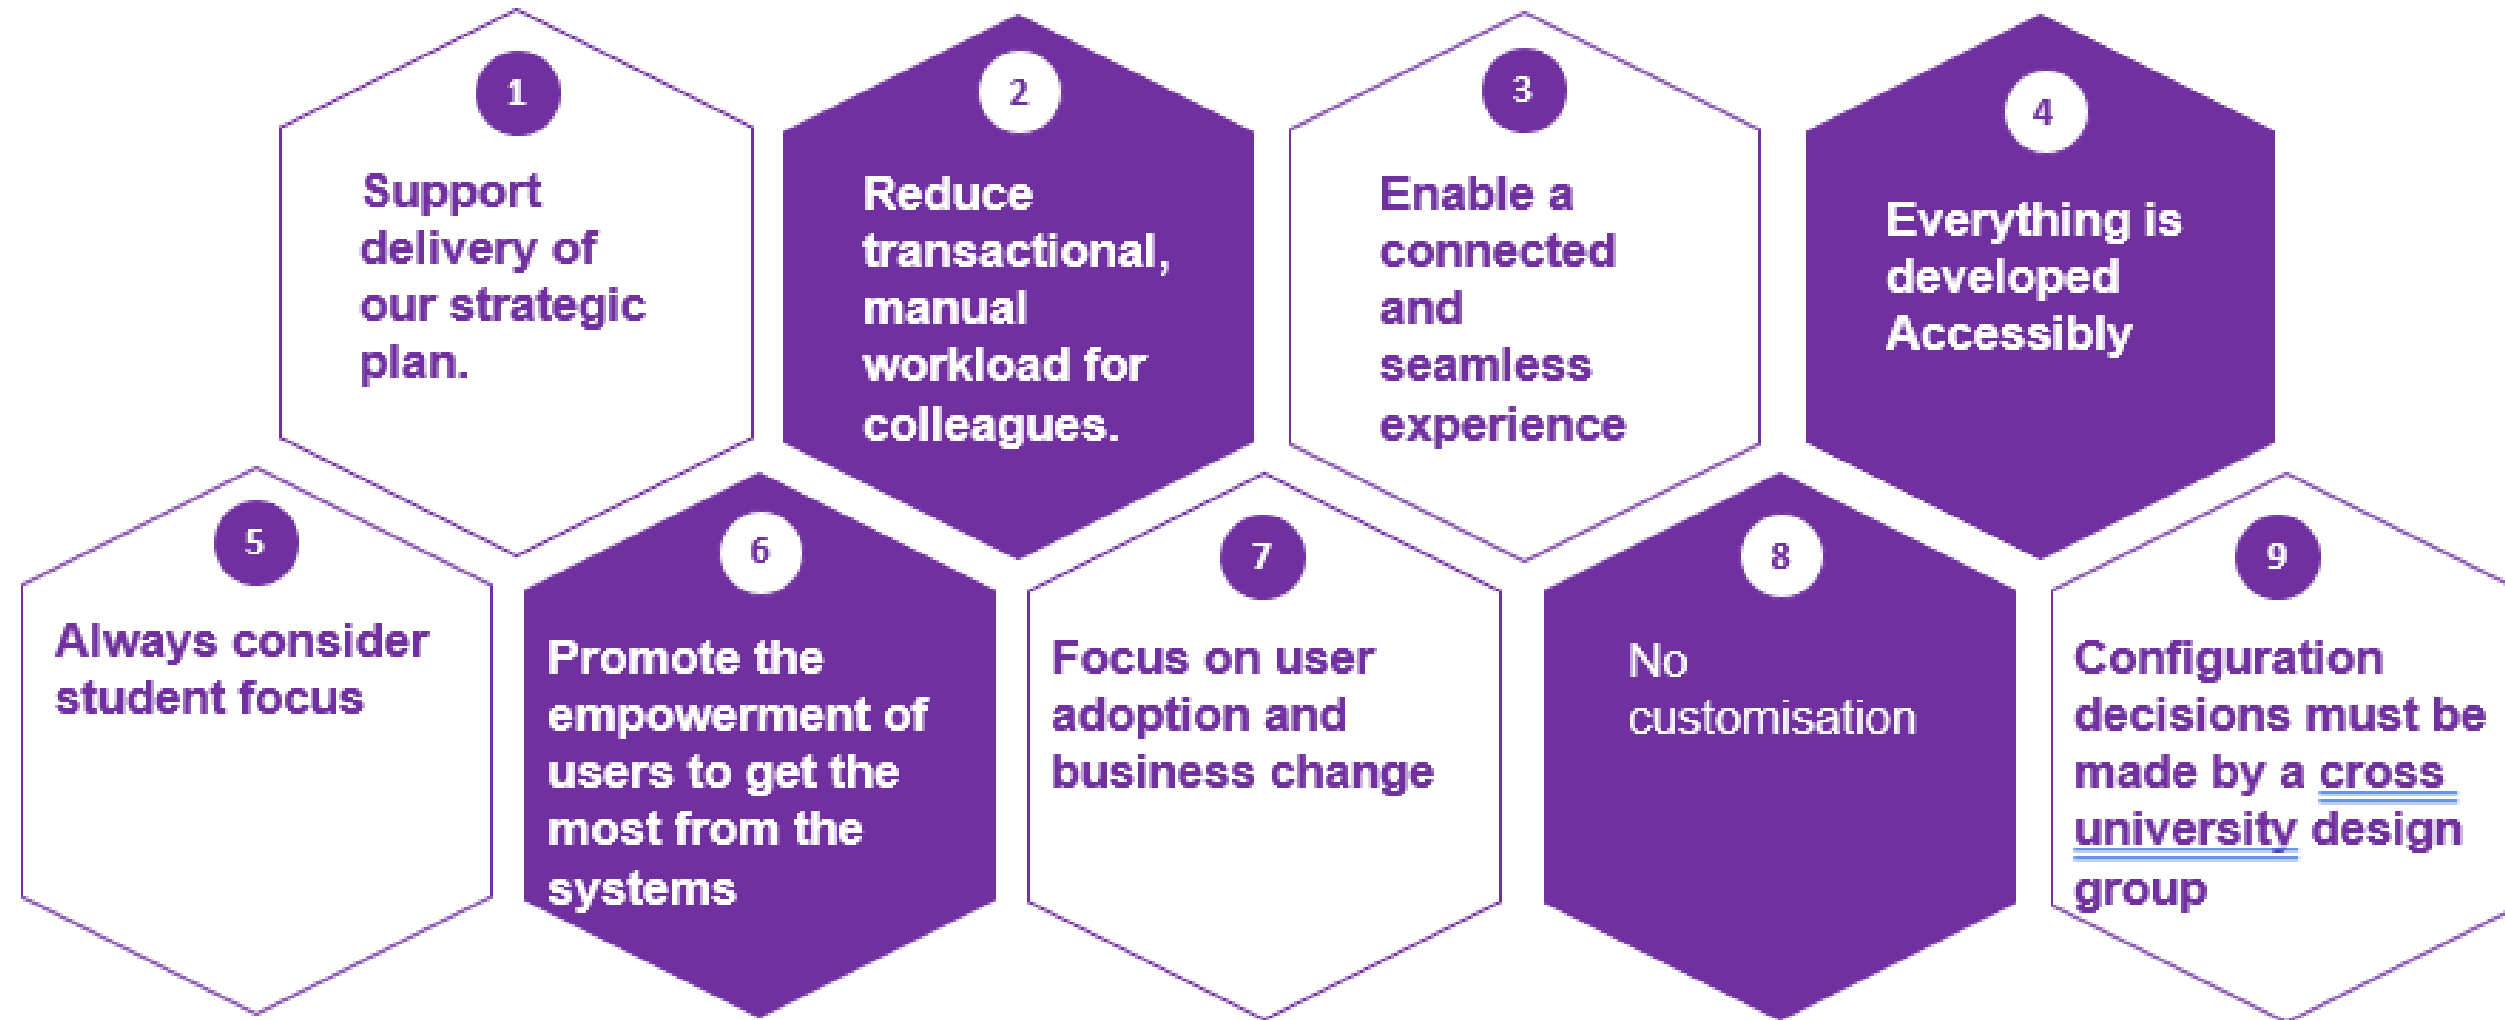 1
Support
delivery of
our strategic
plan.
2
Reduce
transactional,
manual
workload for
colleagues.
3
Enable a
connected
and
seamless
experience
4
Everything is
developed
Accessibly
5
Always consider
student focus
6
Promote the
empowerment of
users to get the
most from the
systems
7
Focus on user
adoption and
business change
8
No
customisation
9
Configuration
decisions must be
made by a cross
university design
group